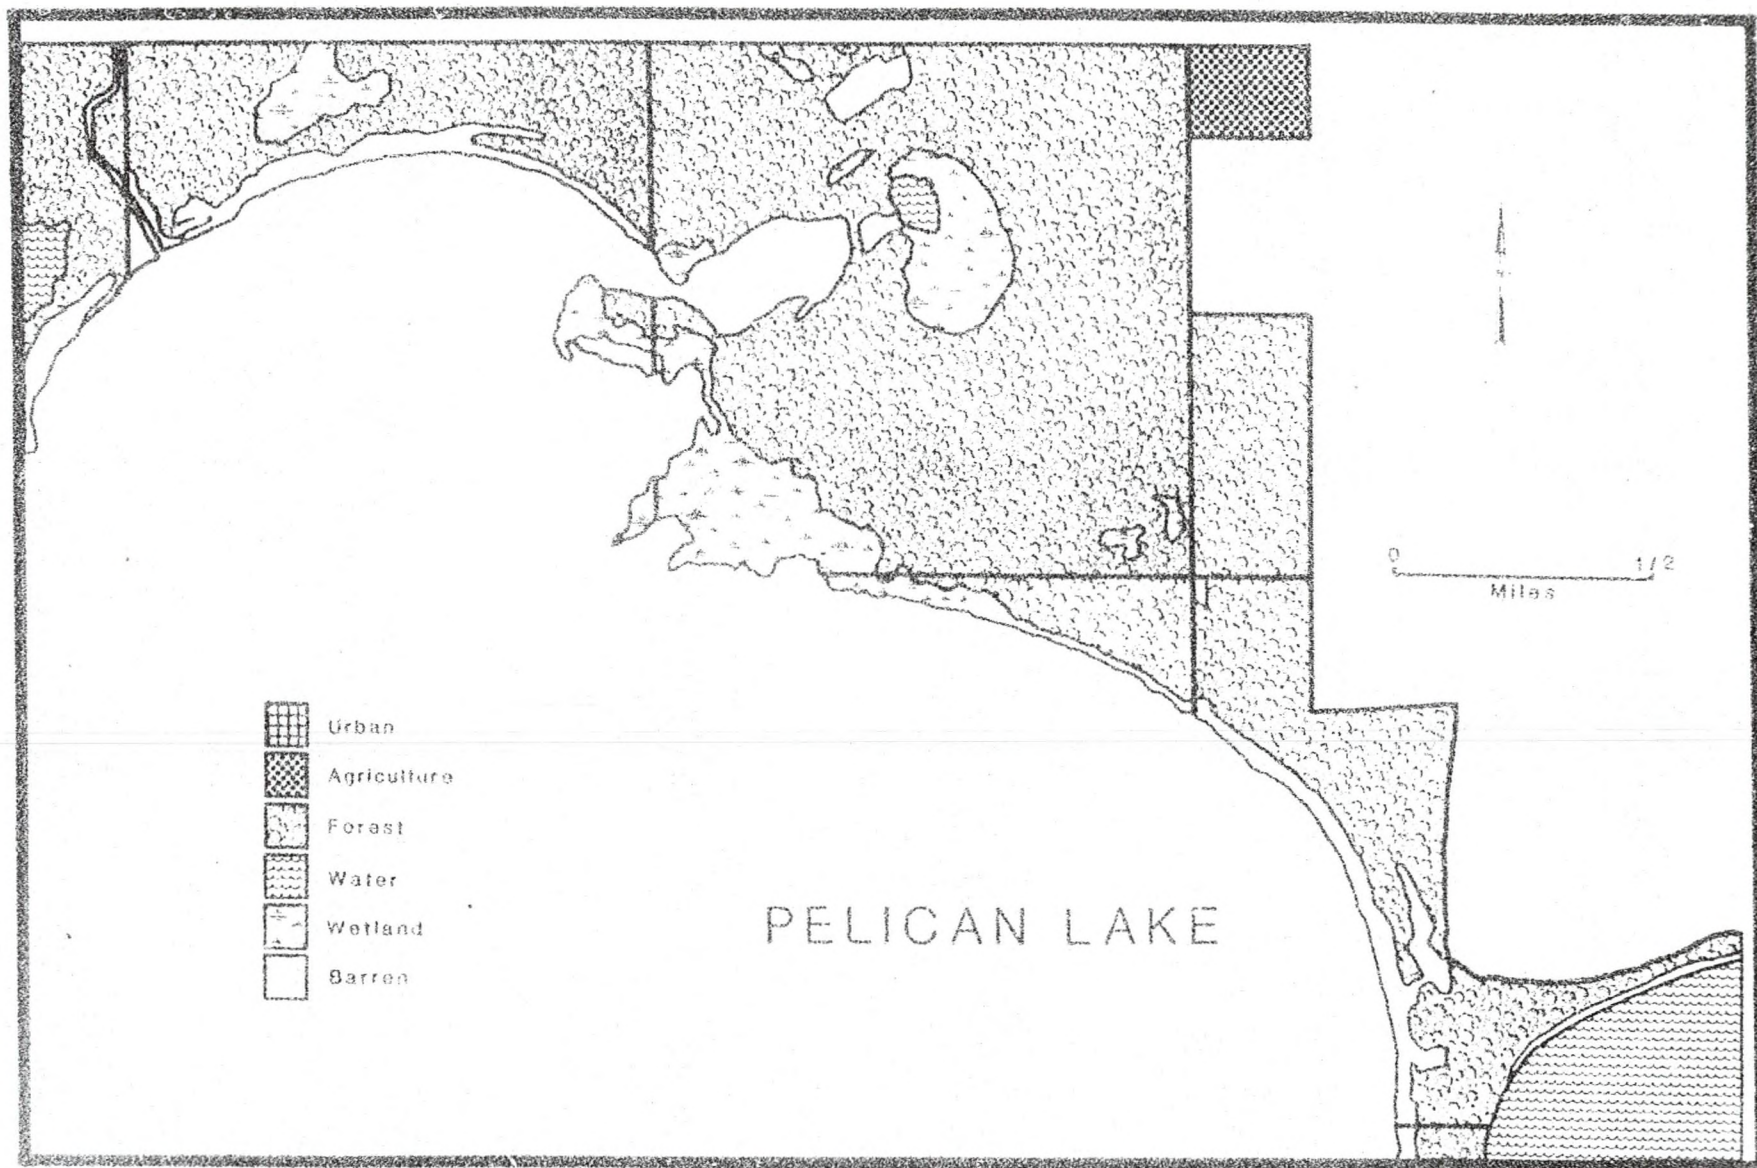 0 1/2
Miles
Urban
Agriculture
Forest
Water
Wetland
Barren
PELICAN LAKE